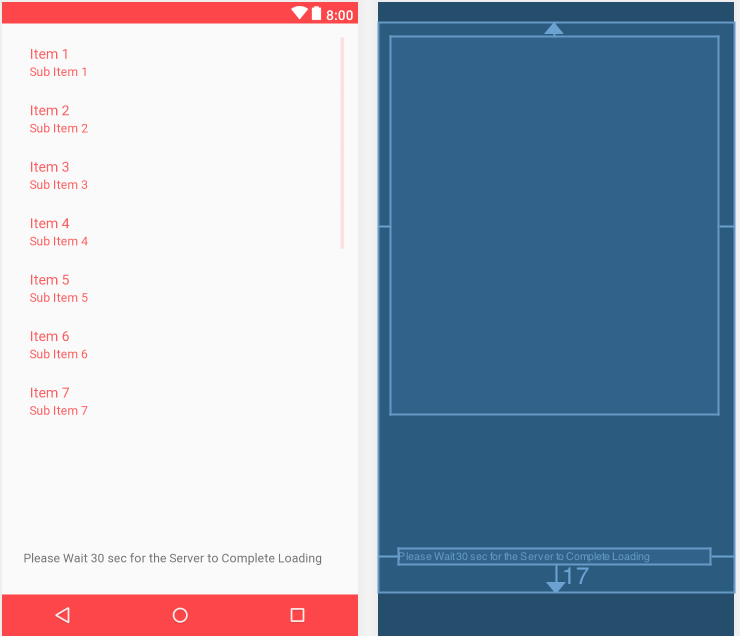 8:00
Item 1
Sub Item 1
Item 2
Sub Item 2
Item 3
Sub Item 3
Item 4
Sub Item 4
Item 5
Sub Item 5
Item 6
Sub Item 6
Item 7
Sub Item 7
Please Wait 30 sec for the Server to Complete Loading
Please Wait 30 sec for the Server to Complete Loading
17